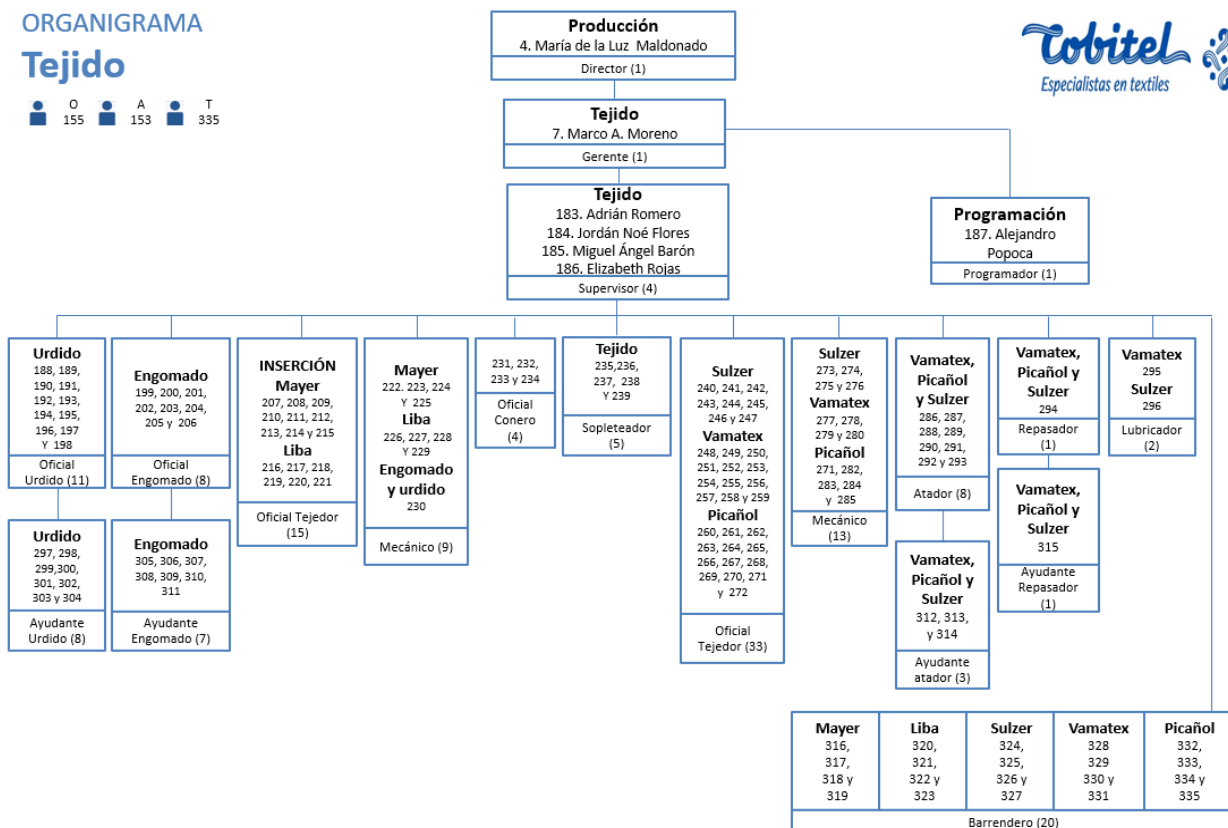 ORGANIGRAMA
Tejido
O
155
A
153
T
335
Tobitel
Especialistas en textiles
Producción
4. María de la Luz Maldonado
Director (1)
Tejido
7. Marco A. Moreno
Gerente (1)
Tejido
183. Adrián Romero
184. Jordán Noé Flores
185. Miguel Ángel Barón
186. Elizabeth Rojas
Supervisor (4)
Programación
187. Alejandro
Popoca
Programador (1)
Urdido
188, 189,
190, 191,
192, 193,
194, 195,
196, 197
Y 198
Oficial
Urdido (11)
Engomado
199, 200, 201,
202, 203, 204,
205 y 206
Oficial
Engomado (8)
INSERCIÓN
Mayer
207, 208, 209,
210, 211, 212,
213, 214 y 215
Liba
216, 217, 218,
219, 220, 221
Oficial Tejedor
(15)
Mayer
222. 223, 224
Y 225
Liba
226, 227, 228
Y 229
Engomado
y urdido
230
Mecánico (9)
231, 232,
233 y 234
Oficial
Conero
(4)
Tejido
235,236,
237, 238
Y 239
Sopleteador
(5)
Sulzer
240, 241, 242,
243, 244, 245,
246 y 247
Vamatex
248, 249, 250,
251, 252, 253,
254, 255, 256,
257, 258 y 259
Picañol
260, 261, 262,
263, 264, 265,
266, 267, 268,
269, 270, 271
y 272
Oficial
Tejedor (33)
Sulzer
273, 274,
275 y 276
Vamatex
277, 278,
279 y 280
Picañol
271, 282,
283, 284
y 285
Mecánico
(13)
Vamatex,
Picañol
y Sulzer
286, 287,
288, 289,
290, 291,
292 y 293
Atador (8)
Vamatex,
Picañol y
Sulzer
294
Repasador
(1)
Vamatex
295
Sulzer
296
Lubricador
(2)
Urdido
297, 298,
299,300,
301, 302,
303 y 304
Ayudante
Urdido (8)
Engomado
305, 306, 307,
308, 309, 310,
311
Ayudante
Engomado (7)
Vamatex,
Picañol y
Sulzer
312, 313,
y 314
Ayudante
atador (3)
Vamatex,
Picañol y
Sulzer
315
Ayudante
Repasador
(1)
Mayer
316,
317,
318 y
319
Liba
320,
321,
322 y
323
Sulzer
324,
325,
326 y
327
Vamatex
328
329
330 y
331
Picañol
332,
333,
334 y
335
Barrendero (20)